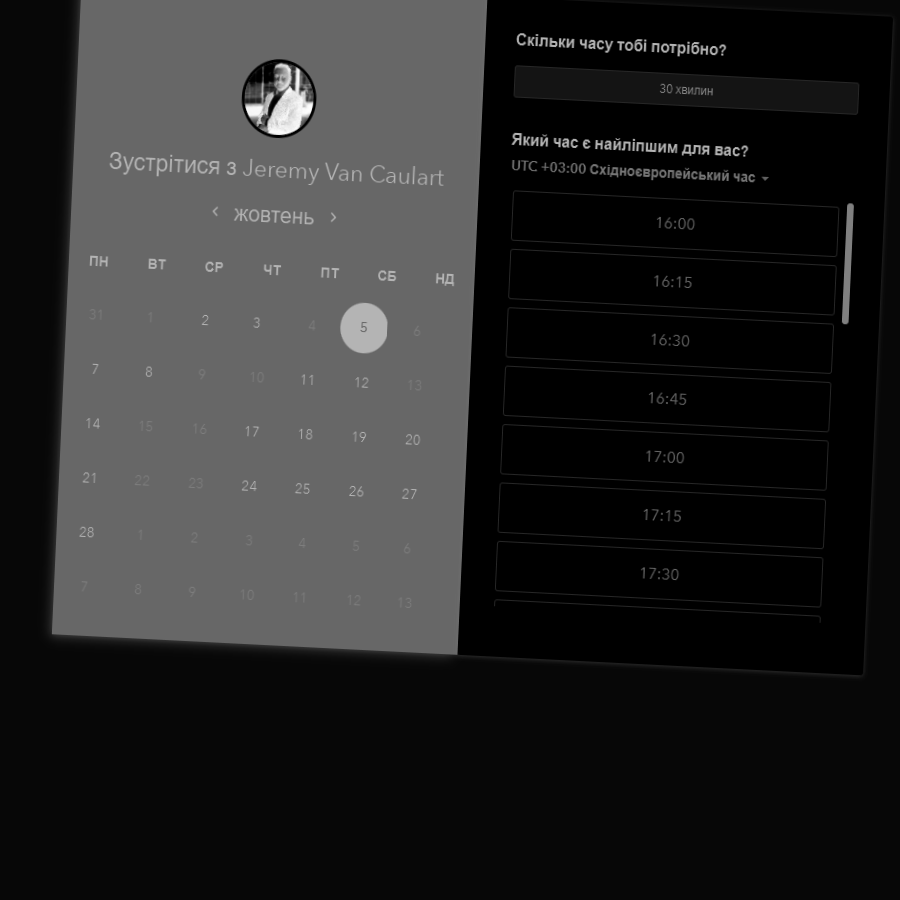 Зустрітися з Jeremy Van Caulart
‹ жовтень ›
ПН ВТ СР ЧТ ПТ СБ НД
31 1 2 3 4 5 6
7 8 9 10 11 12 13
14 15 16 17 18 19 20
21 22 23 24 25 26 27
28 1 2 3 4 5 6
7 8 9 10 11 12 13
Скільки часу тобі потрібно?
30 хвилин
Який час є найліпшим для вас?
UTC +03:00 Східноєвропейський час
16:00
16:15
16:30
16:45
17:00
17:15
17:30